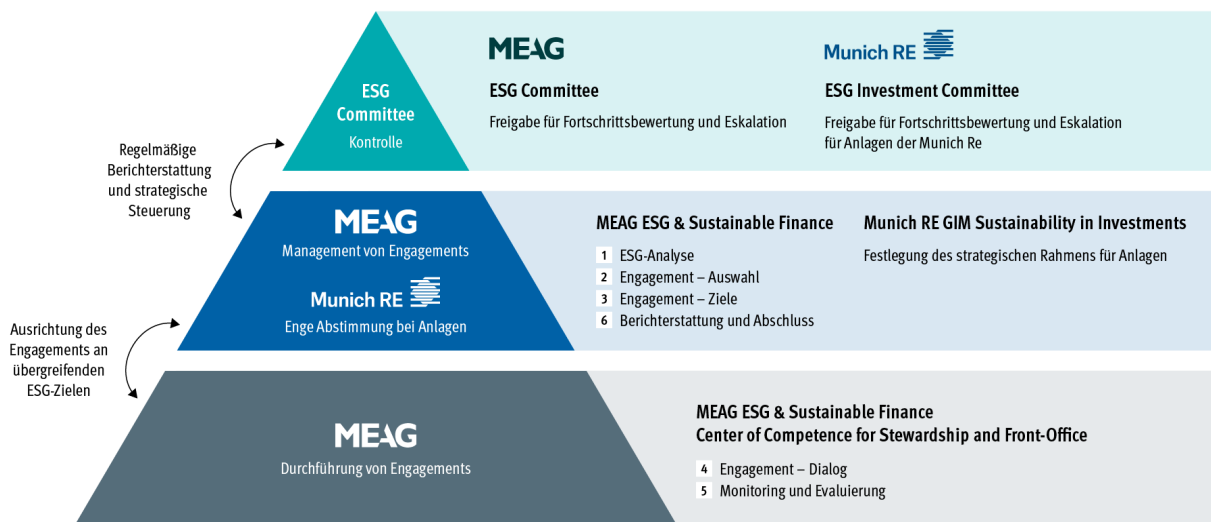 ESG
Committee
Kontrolle
MEAG
ESG Committee
Freigabe für Fortschrittsbewertung und Eskalation
Munich RE
ESG Investment Committee
Freigabe für Fortschrittsbewertung und Eskalation
für Anlagen der Munich Re
Regelmäßige
Berichterstattung
und strategische
Steuerung
MEAG
Management von Engagements
Munich RE
Enge Abstimmung bei Anlagen
MEAG ESG & Sustainable Finance
1 ESG-Analyse
2 Engagement – Auswahl
3 Engagement – Ziele
6 Berichterstattung und Abschluss
Munich RE GIM Sustainability in Investments
Festlegung des strategischen Rahmens für Anlagen
Ausrichtung des
Engagements an
übergreifenden
ESG-Zielen
MEAG
Durchführung von Engagements
MEAG ESG & Sustainable Finance
Center of Competence for Stewardship and Front-Office
4 Engagement – Dialog
5 Monitoring und Evaluierung